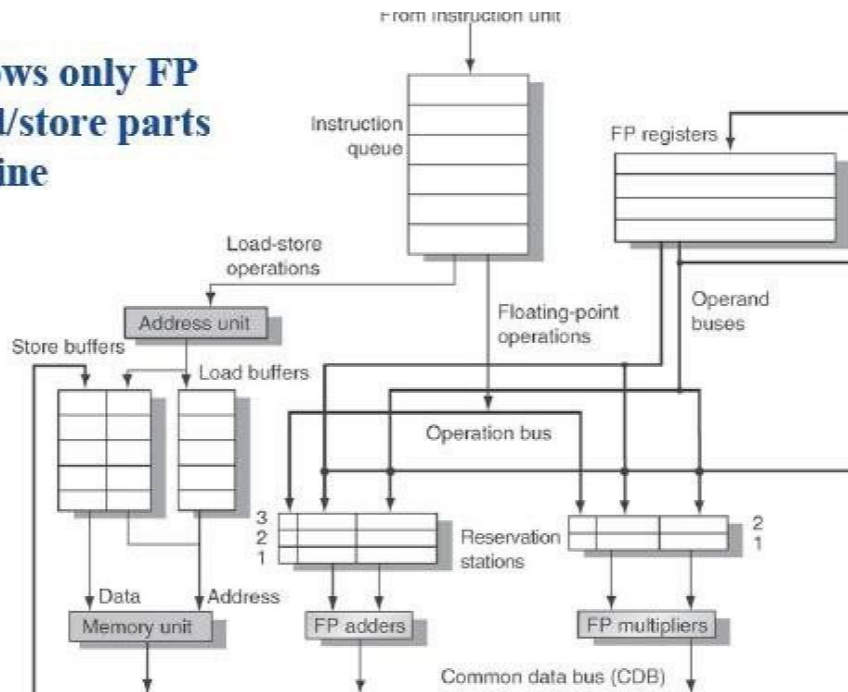 From instruction unit
ows only FP
d/store parts
ine
Instruction
queue
FP registers
Load-store
operations
Address unit
Floating-point
operations
Operand
buses
Store buffers
Load buffers
Operation bus
3
2
1
Reservation
stations
2
1
Data
Address
Memory unit
FP adders
FP multipliers
Common data bus (CDB)